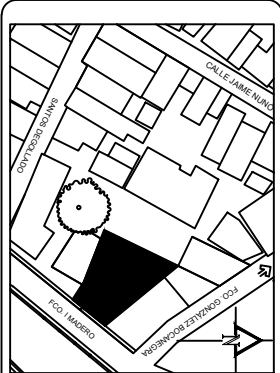 CALLE JAIME NUNO
SANTOS DEGOLLADO
FCO. GONZALEZ BOCANEGRA
FCO. I MADERO
N